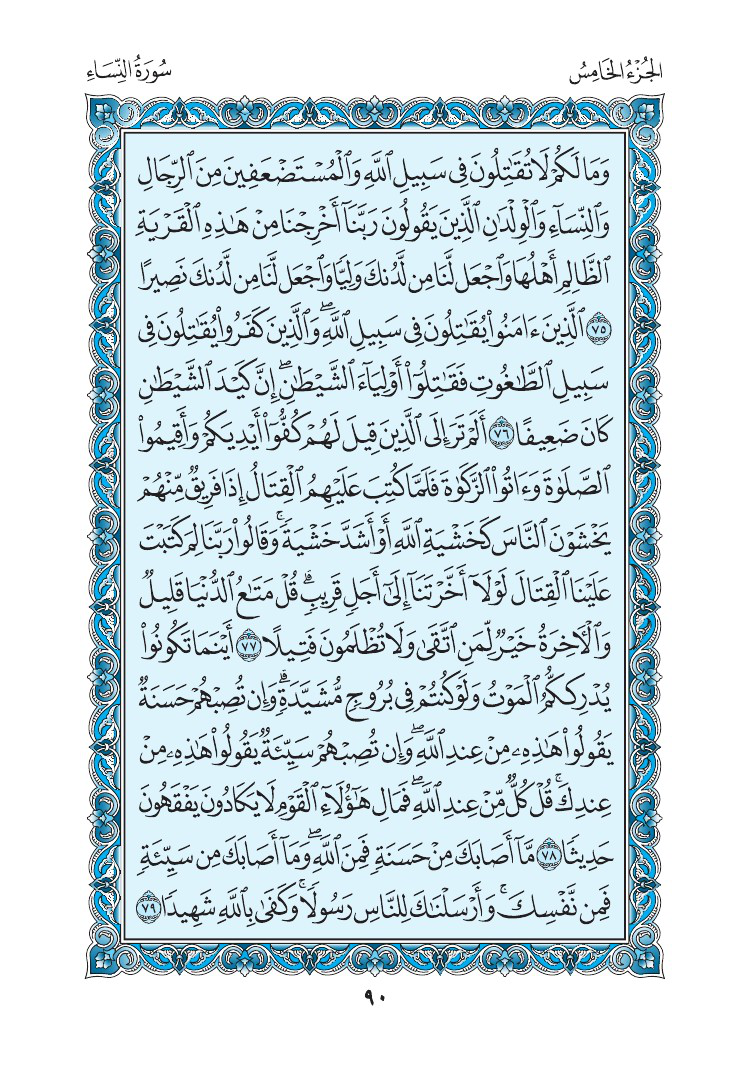 الجُزْءُ الخَامِسُ
سُورَةُ النِّسَاءِ
وَمَا لَكُمْ لَا تُقَٰتِلُونَ فِى سَبِيلِ ٱللَّهِ وَٱلْمُسْتَضْعَفِينَ مِنَ ٱلرِّجَالِ
وَٱلنِّسَآءِ وَٱلْوِلْدَٰنِ ٱلَّذِينَ يَقُولُونَ رَبَّنَآ أَخْرِجْنَا مِنْ هَٰذِهِ ٱلْقَرْيَةِ
ٱلظَّالِمِ أَهْلُهَا وَٱجْعَل لَّنَا مِن لَّدُنكَ وَلِيًّا وَٱجْعَل لَّنَا مِن لَّدُنكَ نَصِيرًا
٧٥ ٱلَّذِينَ ءَامَنُوا۟ يُقَٰتِلُونَ فِى سَبِيلِ ٱللَّهِ ۖ وَٱلَّذِينَ كَفَرُوا۟ يُقَٰتِلُونَ فِى
سَبِيلِ ٱلطَّٰغُوتِ فَقَٰتِلُوٓا۟ أَوْلِيَآءَ ٱلشَّيْطَٰنِ ۖ إِنَّ كَيْدَ ٱلشَّيْطَٰنِ
كَانَ ضَعِيفًا ٧٦ أَلَمْ تَرَ إِلَى ٱلَّذِينَ قِيلَ لَهُمْ كُفُّوٓا۟ أَيْدِيَكُمْ وَأَقِيمُوا۟
ٱلصَّلَوٰةَ وَءَاتُوا۟ ٱلزَّكَوٰةَ فَلَمَّا كُتِبَ عَلَيْهِمُ ٱلْقِتَالُ إِذَا فَرِيقٌ مِّنْهُمْ
يَخْشَوْنَ ٱلنَّاسَ كَخَشْيَةِ ٱللَّهِ أَوْ أَشَدَّ خَشْيَةً ۚ وَقَالُوا۟ رَبَّنَا لِمَ كَتَبْتَ
عَلَيْنَا ٱلْقِتَالَ لَوْلَآ أَخَّرْتَنَآ إِلَىٰٓ أَجَلٍ قَرِيبٍ ۗ قُلْ مَتَٰعُ ٱلدُّنْيَا قَلِيلٌ
وَٱلْءَاخِرَةُ خَيْرٌ لِّمَنِ ٱتَّقَىٰ وَلَا تُظْلَمُونَ فَتِيلًا ٧٧ أَيْنَمَا تَكُونُوا۟
يُدْرِككُّمُ ٱلْمَوْتُ وَلَوْ كُنتُمْ فِى بُرُوجٍ مُّشَيَّدَةٍ ۗ وَإِن تُصِبْهُمْ حَسَنَةٌ
يَقُولُوا۟ هَٰذِهِۦ مِنْ عِندِ ٱللَّهِ ۖ وَإِن تُصِبْهُمْ سَيِّئَةٌ يَقُولُوا۟ هَٰذِهِۦ مِنْ
عِندِكَ ۚ قُلْ كُلٌّ مِّنْ عِندِ ٱللَّهِ ۖ فَمَالِ هَٰٓؤُلَآءِ ٱلْقَوْمِ لَا يَكَادُونَ يَفْقَهُونَ
حَدِيثًا ٧٨ مَّآ أَصَابَكَ مِنْ حَسَنَةٍ فَمِنَ ٱللَّهِ ۖ وَمَآ أَصَابَكَ مِن سَيِّئَةٍ
فَمِن نَّفْسِكَ ۚ وَأَرْسَلْنَٰكَ لِلنَّاسِ رَسُولًا ۚ وَكَفَىٰ بِٱللَّهِ شَهِيدًا ٧٩
٩٠